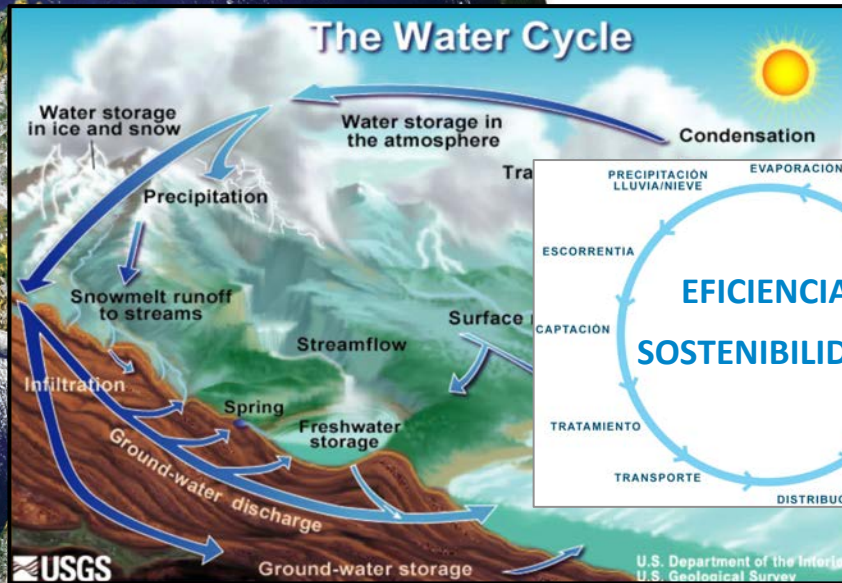 The Water Cycle
Water storage
in ice and snow
Water storage in
the atmosphere
Condensation
Precipitation
Snowmelt runoff
to streams
Streamflow
Infiltration
Spring
Freshwater
storage
Ground-water discharge
Ground-water storage
Surface
USGS
U.S. Department of the
U.S. Geological Survey
PRECIPITACIÓN
LLUVIA/NIEVE
EVAPORACIÓN
ESCORRENTIA
CAPTACIÓN
TRATAMIENTO
TRANSPORTE
EFICIENCIA